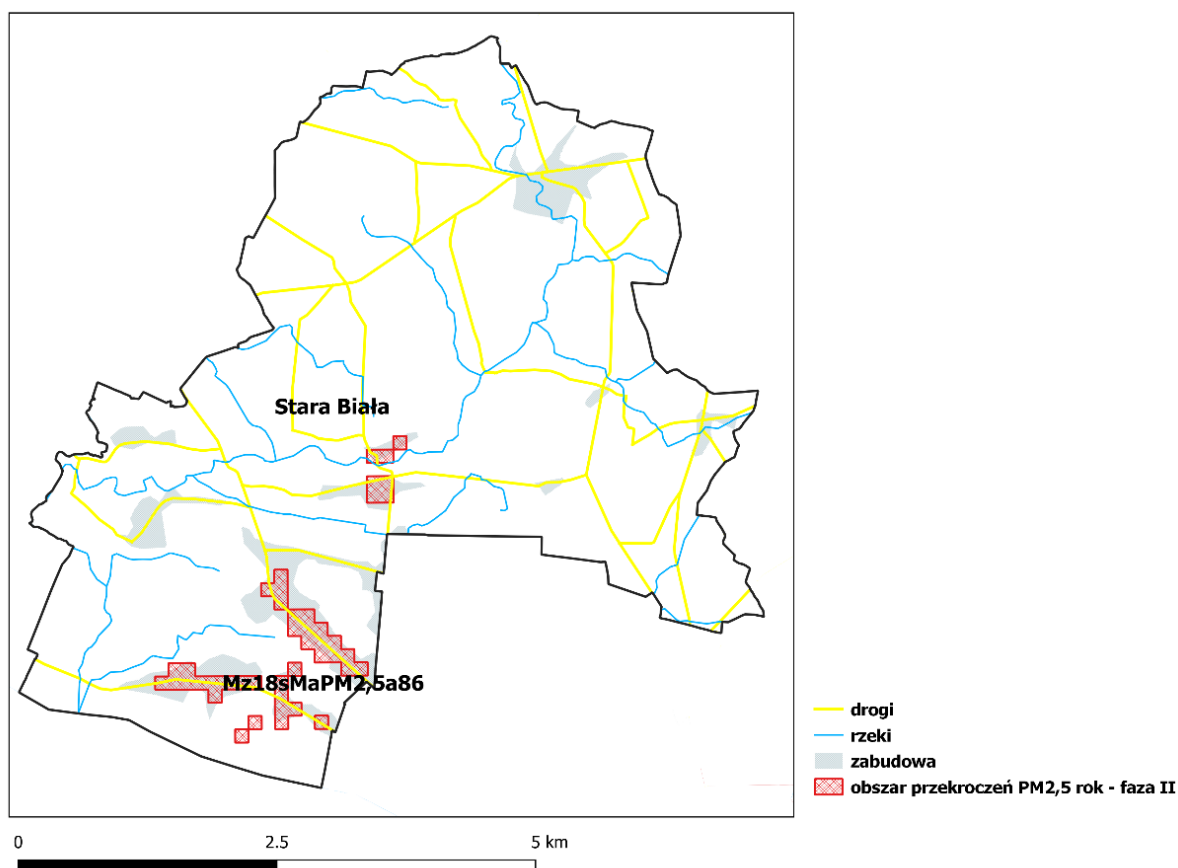 Stara Biała
Mz18sMaPM2,5a86
drogi
rzeki
zabudowa
obszar przekroczeń PM2,5 rok - faza II
0 2.5 5 km